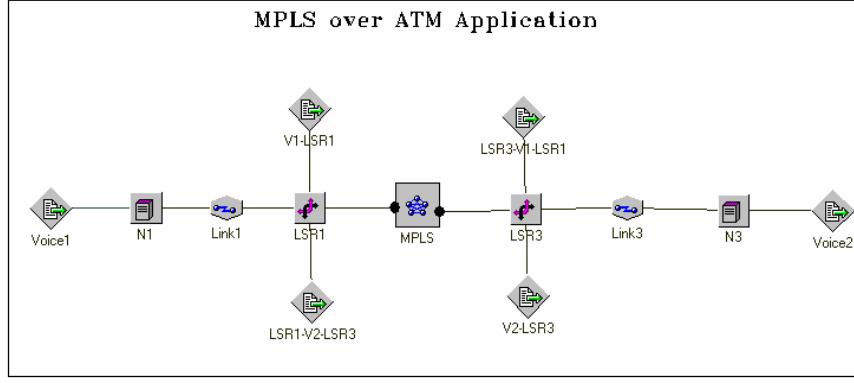 MPLS over ATM Application
V1-LSR1
LSR3-V1-LSR1
Voice1
N1
Link1
LSR1
MPLS
LSR3
Link3
N3
Voice2
LSR1-V2-LSR3
V2-LSR3